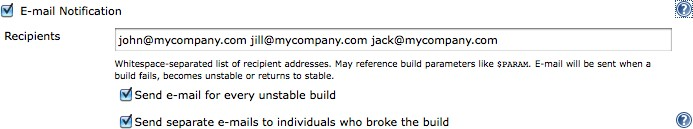 E-mail Notification
Recipients
john@mycompany.com jill@mycompany.com jack@mycompany.com
Whitespace-separated list of recipient addresses. May reference build parameters like $PARAM. E-mail will be sent when a
build fails, becomes unstable or returns to stable.
Send e-mail for every unstable build
Send separate e-mails to individuals who broke the build